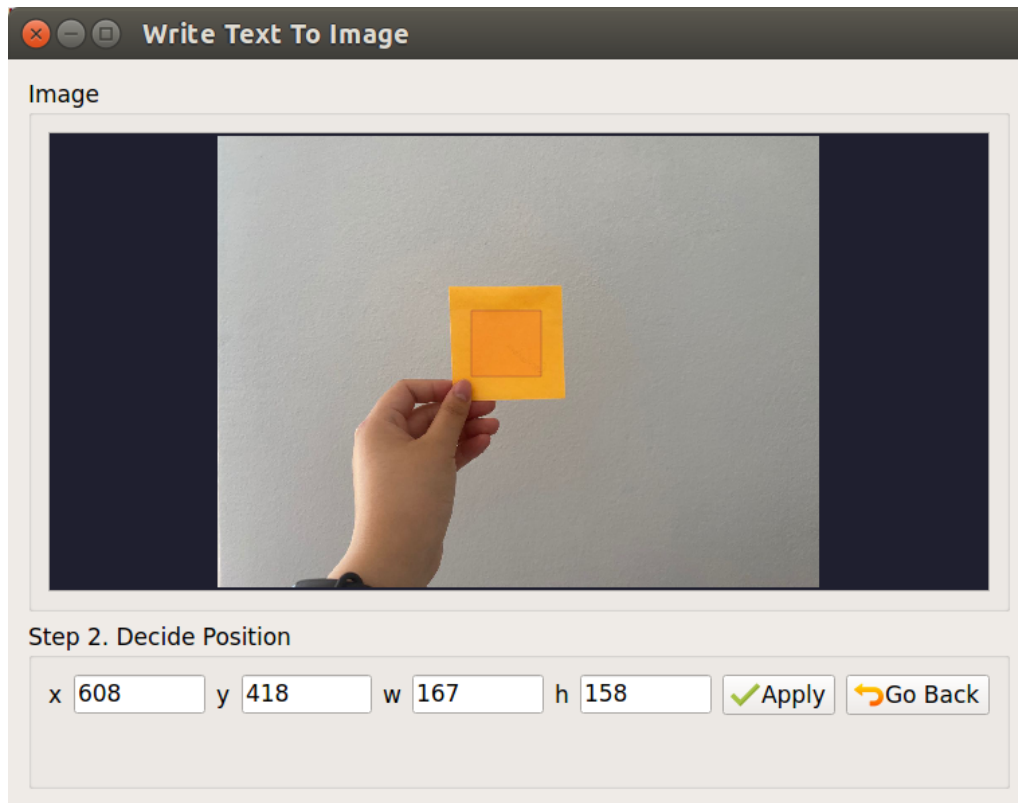 Write Text To Image
Image
Step 2. Decide Position
x 608 y 418 w 167 h 158 Apply Go Back